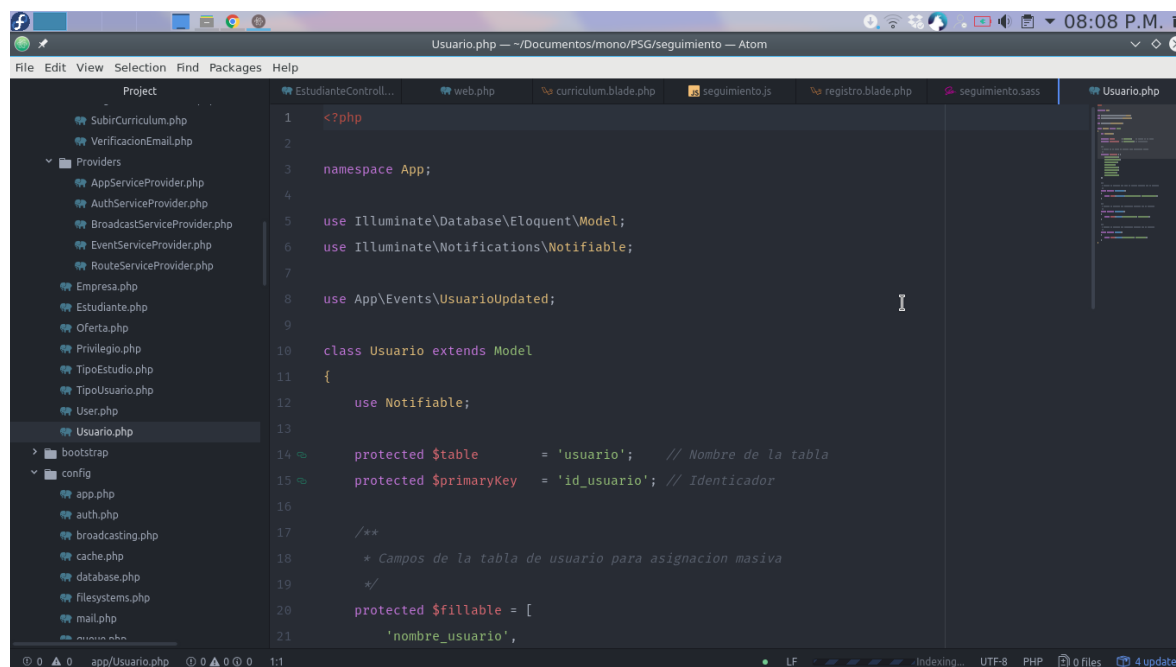 08:08 P.M.
Usuario.php — ~/Documentos/mono/PSG/seguimiento — Atom
File Edit View Selection Find Packages Help
Project
EstudianteControll... web.php curriculum.blade.php seguimiento.js registro.blade.php seguimiento.sass Usuario.php
SubirCurriculum.php
VerificacionEmail.php
Providers
AppServiceProvider.php
AuthServiceProvider.php
BroadcastServiceProvider.php
EventServiceProvider.php
RouteServiceProvider.php
Empresa.php
Estudiante.php
Oferta.php
Privilegio.php
TipoEstudio.php
TipoUsuario.php
User.php
Usuario.php
bootstrap
config
app.php
auth.php
broadcasting.php
cache.php
database.php
filesystems.php
mail.php
queue.php
1 <?php
2
3 namespace App;
4
5 use Illuminate\Database\Eloquent\Model;
6 use Illuminate\Notifications\Notifiable;
7
8 use App\Events\UsuarioUpdated;
9
10 class Usuario extends Model
11 {
12 use Notifiable;
13
14 protected $table = 'usuario'; // Nombre de la tabla
15 protected $primaryKey = 'id_usuario'; // Identicador
16
17 /**
18 * Campos de la tabla de usuario para asignacion masiva
19 */
20 protected $fillable = [
21 'nombre_usuario',
0 0 app/Usuario.php 0 0 0 1:1 LF Indexing... UTF-8 PHP 0 files 4 update